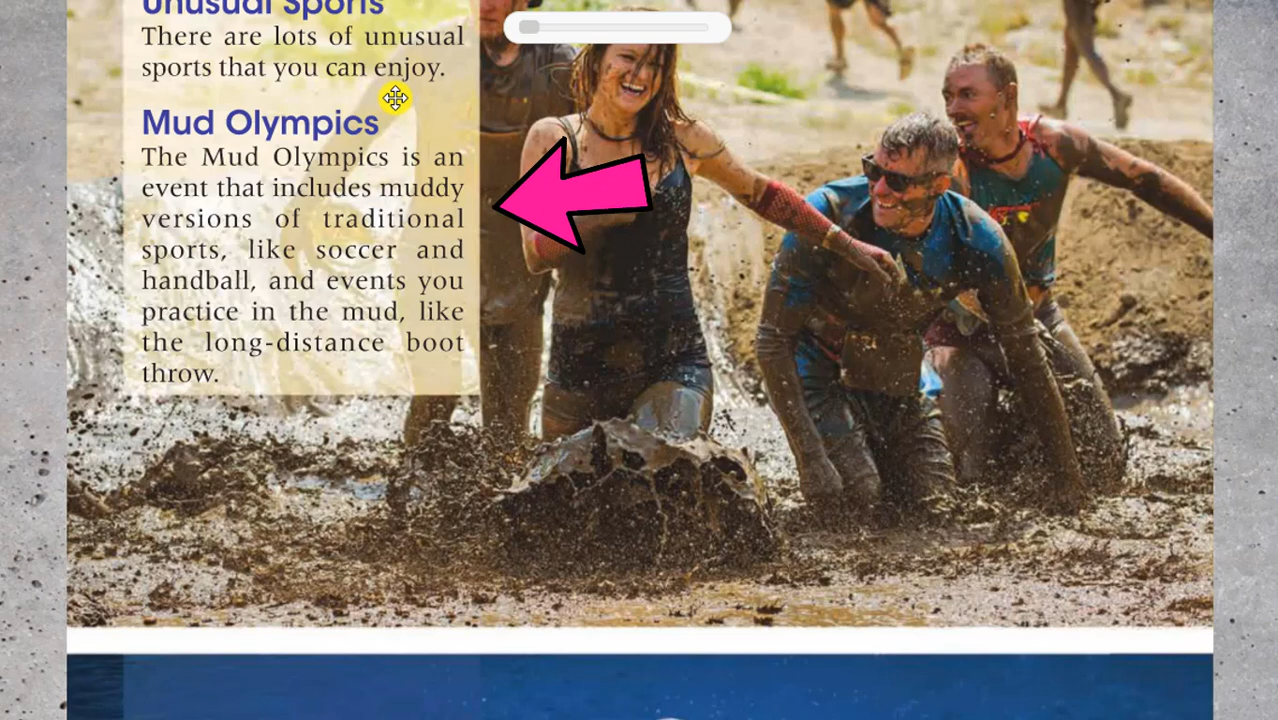 Unusual Sports
There are lots of unusual
sports that you can enjoy.
Mud Olympics
The Mud Olympics is an
event that includes muddy
versions of traditional
sports, like soccer and
handball, and events you
practice in the mud, like
the long-distance boot
throw.